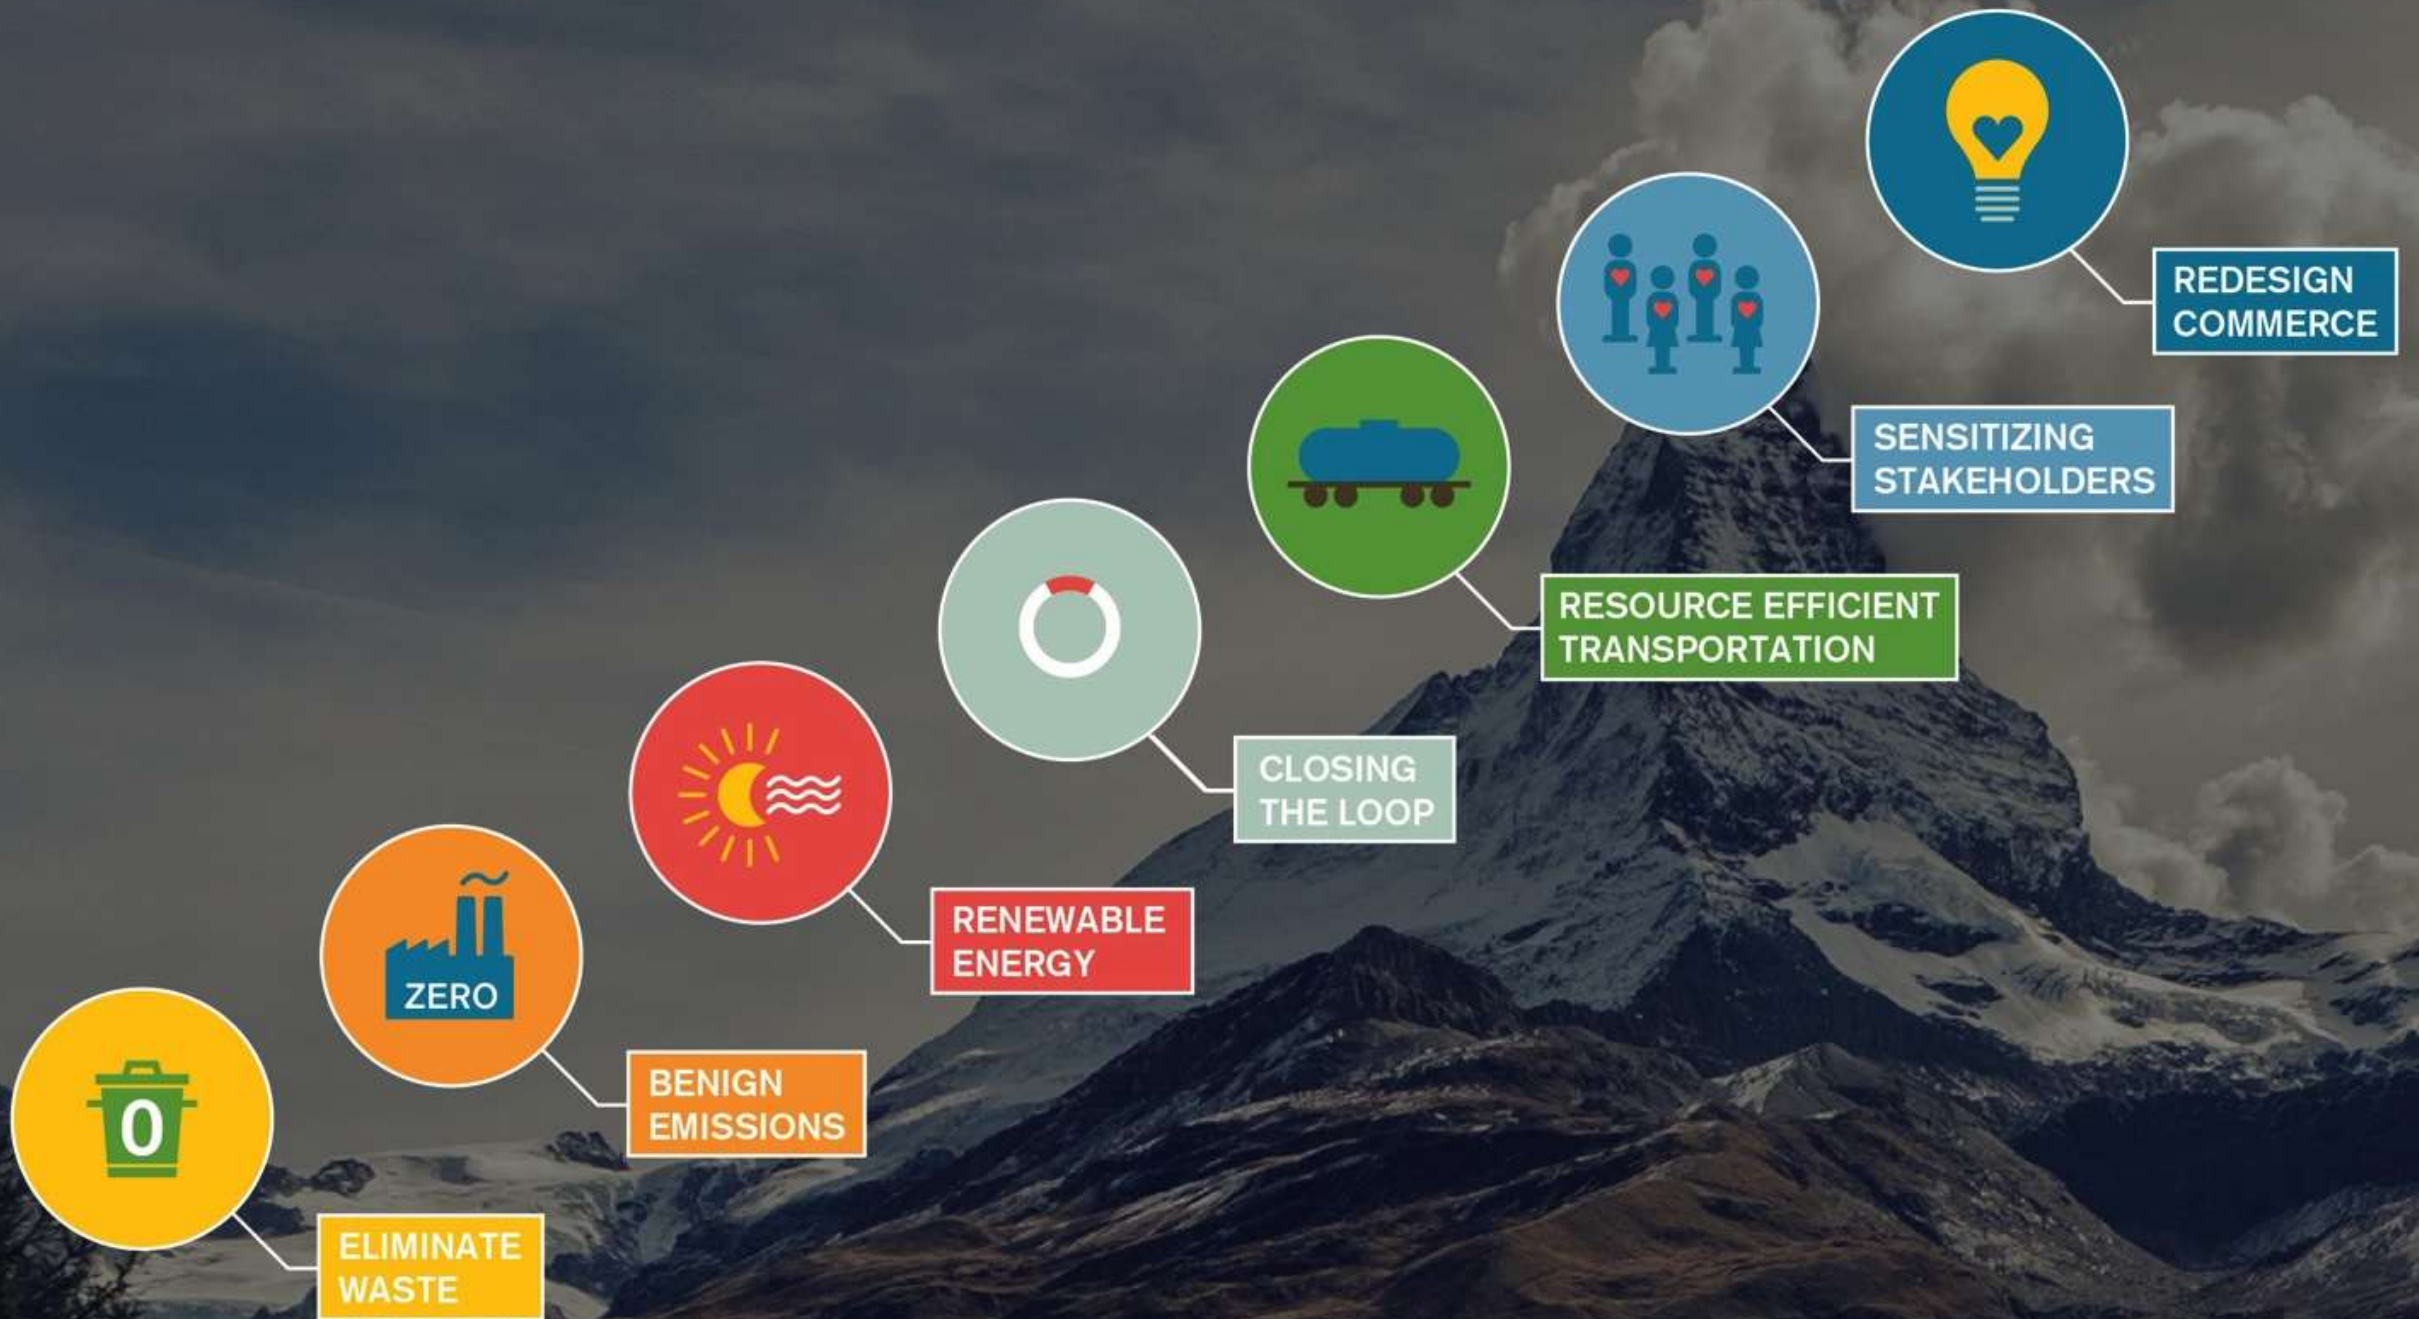 REDESIGN
COMMERCE
SENSITIZING
STAKEHOLDERS
RESOURCE EFFICIENT
TRANSPORTATION
CLOSING
THE LOOP
RENEWABLE
ENERGY
ZERO
BENIGN
EMISSIONS
0
ELIMINATE
WASTE